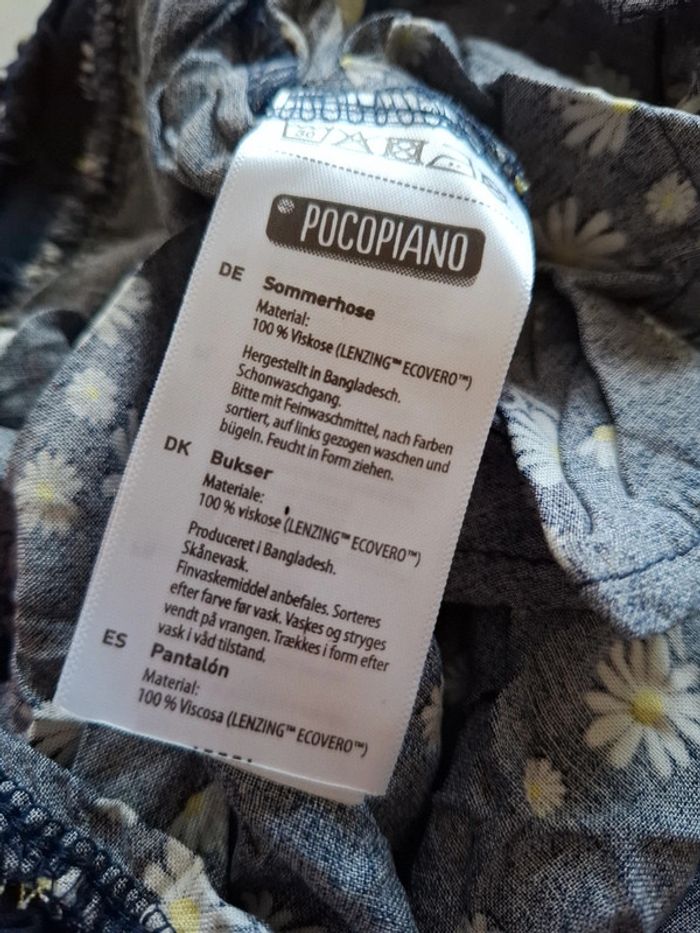 30
POCOPIANO
DE
Sommerhose
Material:
100 % Viskose (LENZING™ ECOVERO™)
Hergestellt in Bangladesch.
Schonwaschgang.
Bitte mit Feinwaschmittel, nach Farben
sortiert, auf links gezogen waschen und
bügeln. Feucht in Form ziehen.
DK
Bukser
Materiale:
100 % viskose (LENZING™ ECOVERO™)
Produceret i Bangladesh.
Skånevask.
Finvaskemiddel anbefales. Sorteres
efter farve før vask. Vaskes og stryges
vendt på vrangen. Trækkes i form efter
vask i våd tilstand.
ES
Pantalón
Material:
100 % Viscosa (LENZING™ ECOVERO™)